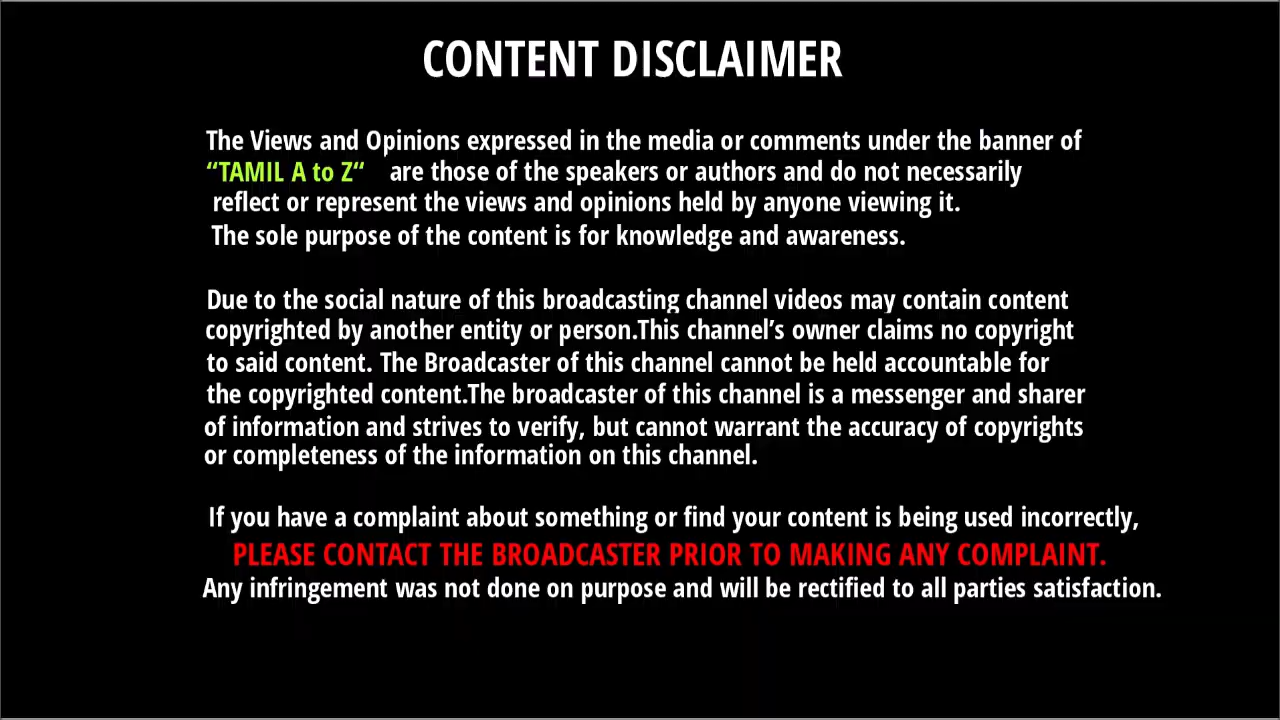 CONTENT DISCLAIMER
The Views and Opinions expressed in the media or comments under the banner of
“TAMIL A to Z“ are those of the speakers or authors and do not necessarily
reflect or represent the views and opinions held by anyone viewing it.
The sole purpose of the content is for knowledge and awareness.
Due to the social nature of this broadcasting channel videos may contain content
copyrighted by another entity or person.This channel’s owner claims no copyright
to said content. The Broadcaster of this channel cannot be held accountable for
the copyrighted content.The broadcaster of this channel is a messenger and sharer
of information and strives to verify, but cannot warrant the accuracy of copyrights
or completeness of the information on this channel.
If you have a complaint about something or find your content is being used incorrectly,
PLEASE CONTACT THE BROADCASTER PRIOR TO MAKING ANY COMPLAINT.
Any infringement was not done on purpose and will be rectified to all parties satisfaction.